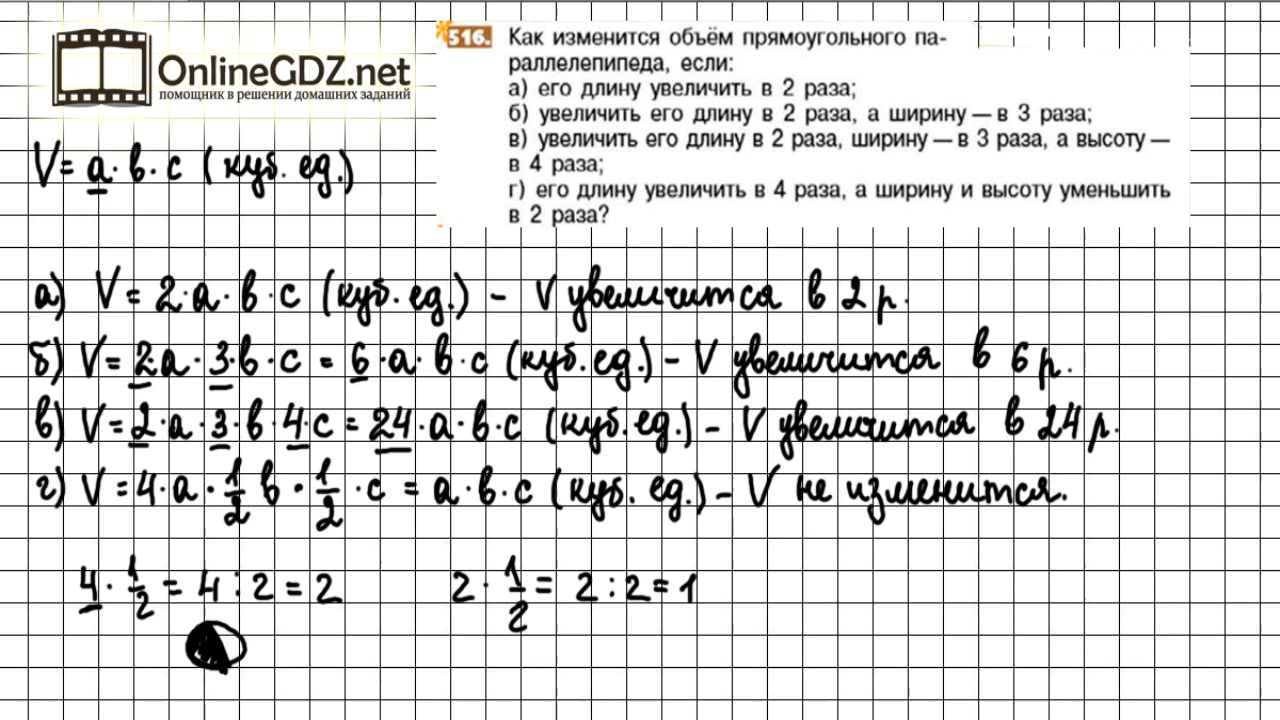 OnlineGDZ.net
помощник в решении домашних заданий
516. Как изменится объём прямоугольного па-
раллелепипеда, если:
а) его длину увеличить в 2 раза;
б) увеличить его длину в 2 раза, а ширину — в 3 раза;
в) увеличить его длину в 2 раза, ширину — в 3 раза, а высоту —
в 4 раза;
г) его длину увеличить в 4 раза, а ширину и высоту уменьшить
в 2 раза?
V = а · в · с (куб. ед.)
а) V = 2 · а · в · с (куб. ед.) - V увеличится в 2 р.
б) V = 2 а · 3 · в · с = 6 · а · в · с (куб. ед.) - V увеличится в 6 р.
в) V = 2 · а · 3 · в · 4 · с = 24 · а · в · с (куб. ед.) - V увеличится в 24 р.
г) V = 4 · а · 1/2 в · 1/2 · с = а · в · с (куб. ед.) - V не изменится.
4 · 1/2 = 4 : 2 = 2 2 · 1/2 = 2 : 2 = 1